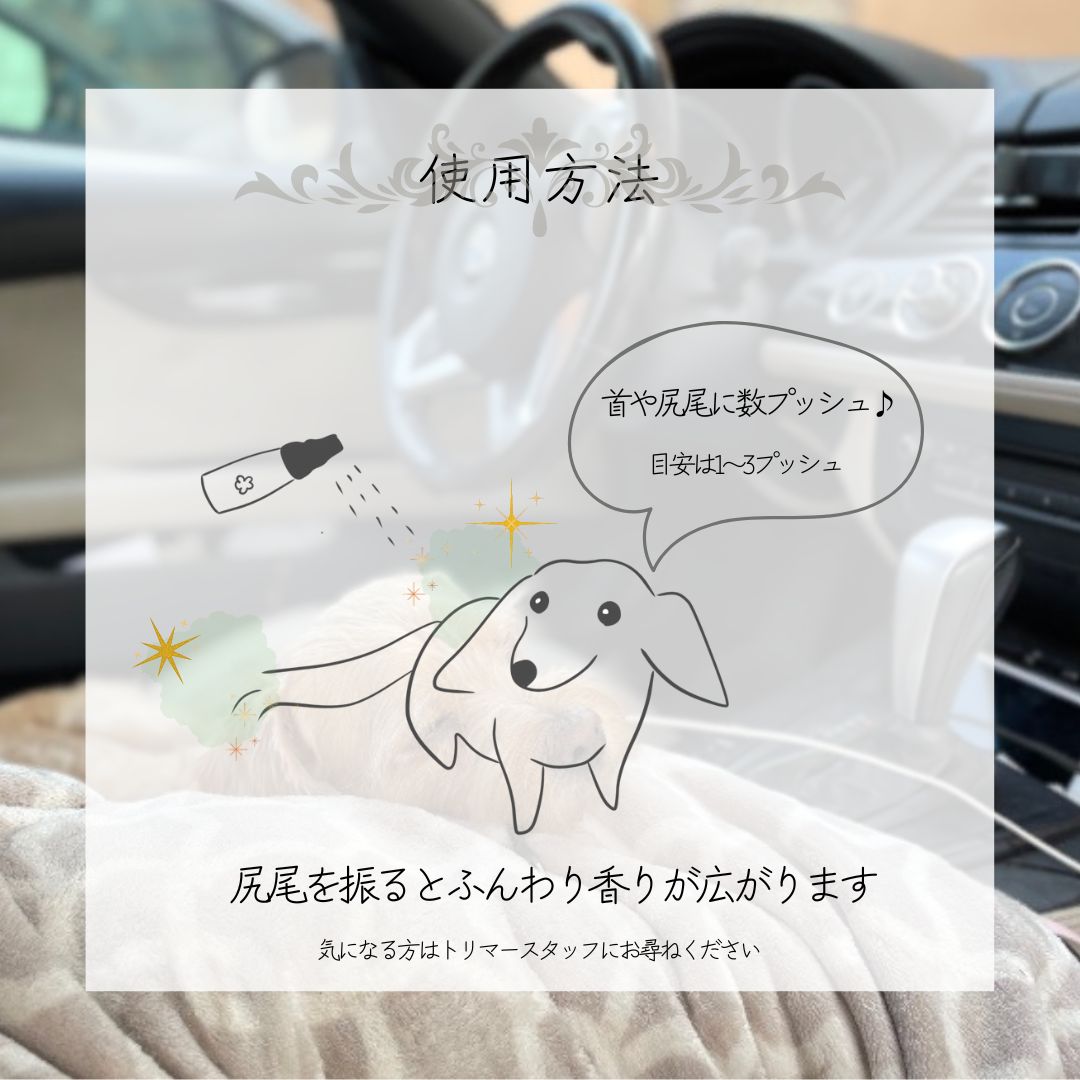 使用方法
首や尻尾に数プッシュ♪
目安は1～3プッシュ
尻尾を振るとふんわり香りが広がります
気になる方はトリマースタッフにお尋ねください